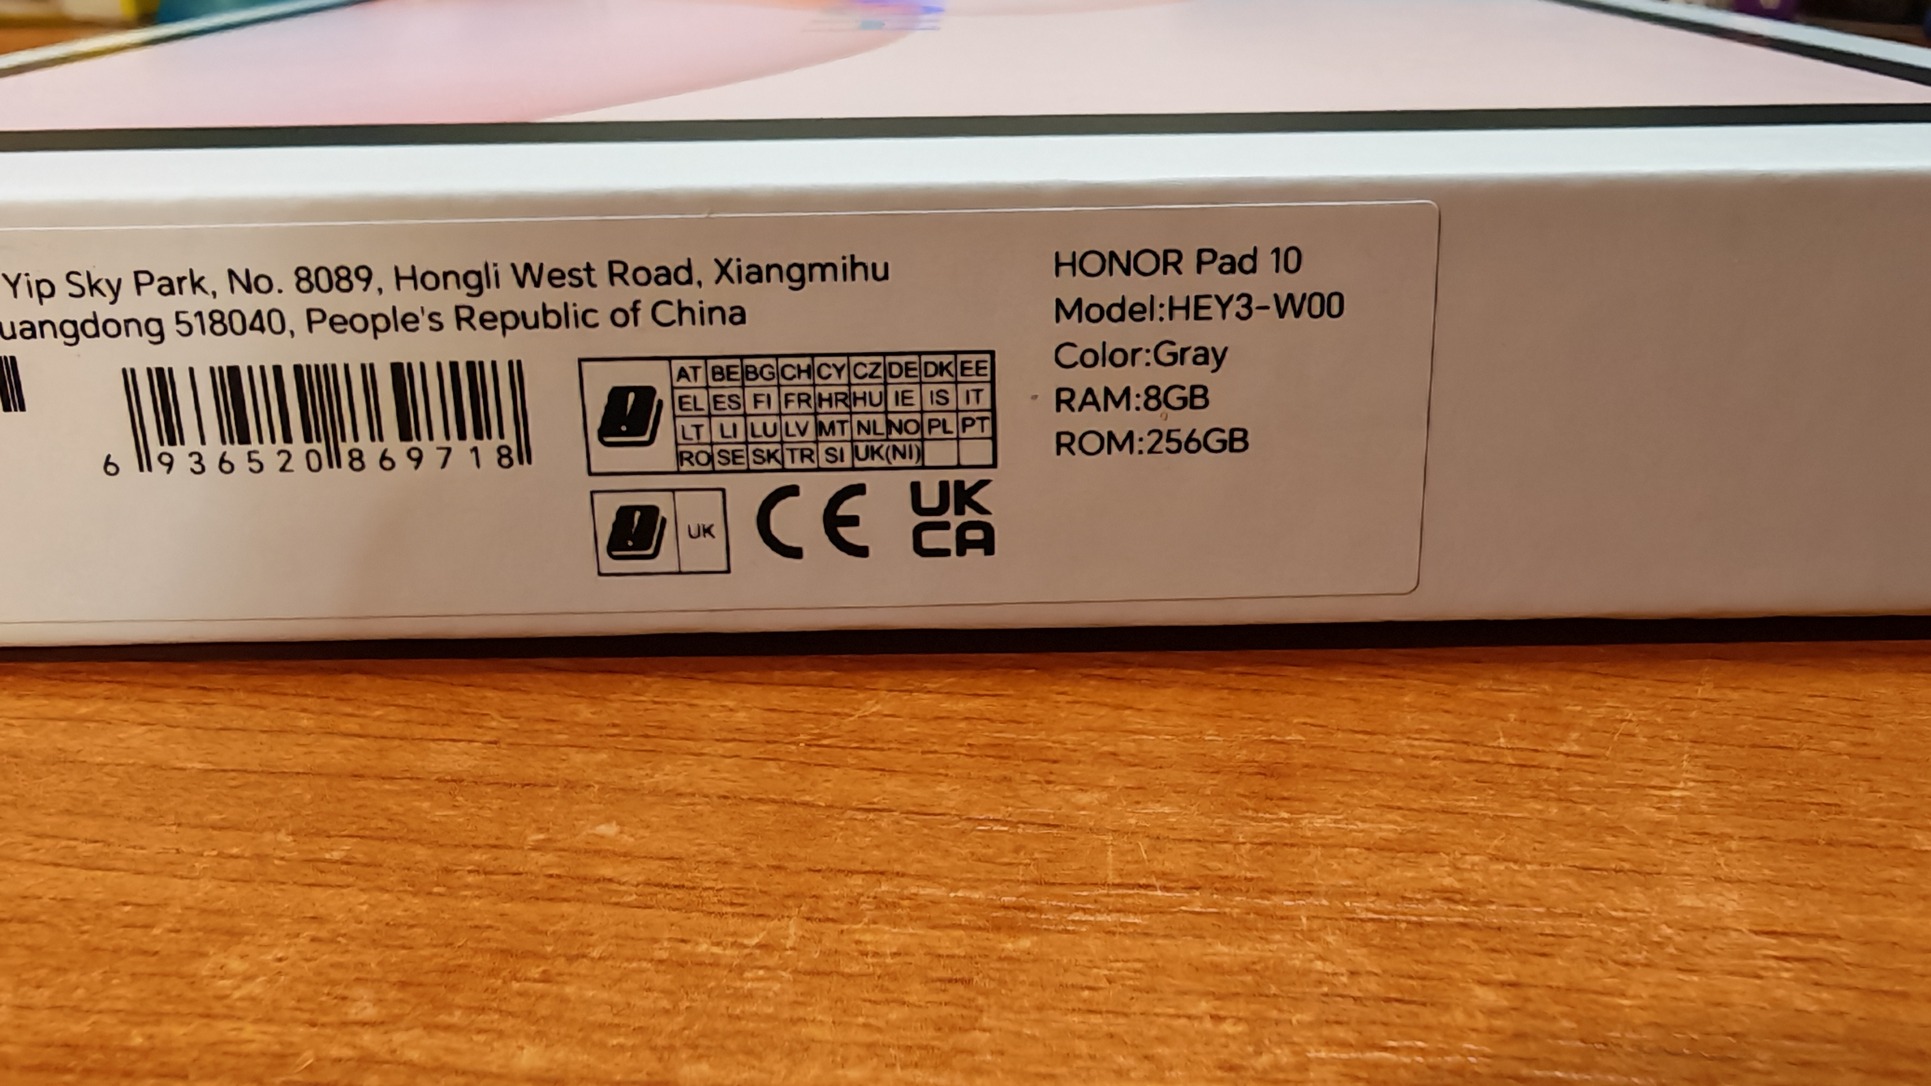 Yip Sky Park, No. 8089, Hongli West Road, Xiangmihu
uangdong 518040, People's Republic of China
6 936520 869718
AT BE BG CH CY CZ DE DK EE
EL ES FI FR HR HU IE IS IT
LT LI LU LV MT NL NO PL PT
RO SE SK TR SI UK(NI)
UK
CE
UK
CA
HONOR Pad 10
Model:HEY3-W00
Color:Gray
RAM:8GB
ROM:256GB